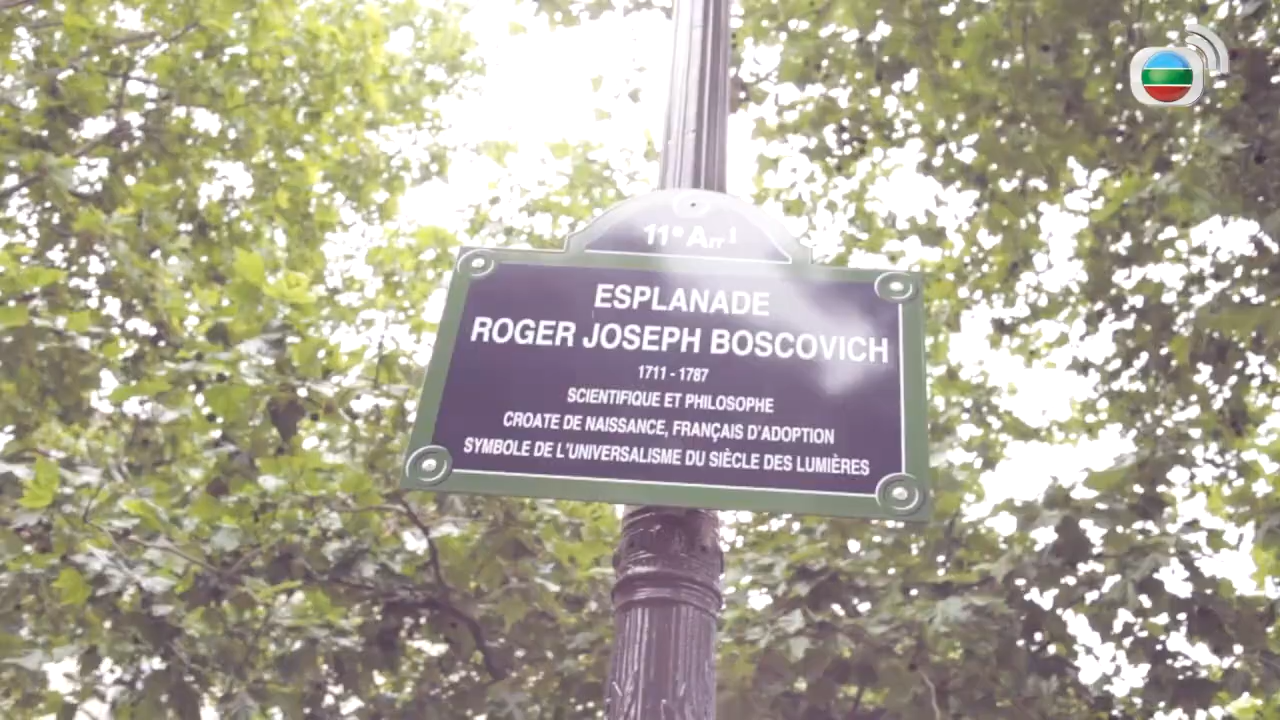 11e Arrt
ESPLANADE
ROGER JOSEPH BOSCOVICH
1711 - 1787
SCIENTIFIQUE ET PHILOSOPHE
CROATE DE NAISSANCE, FRANÇAIS D'ADOPTION
SYMBOLE DE L'UNIVERSALISME DU SIÈCLE DES LUMIÈRES